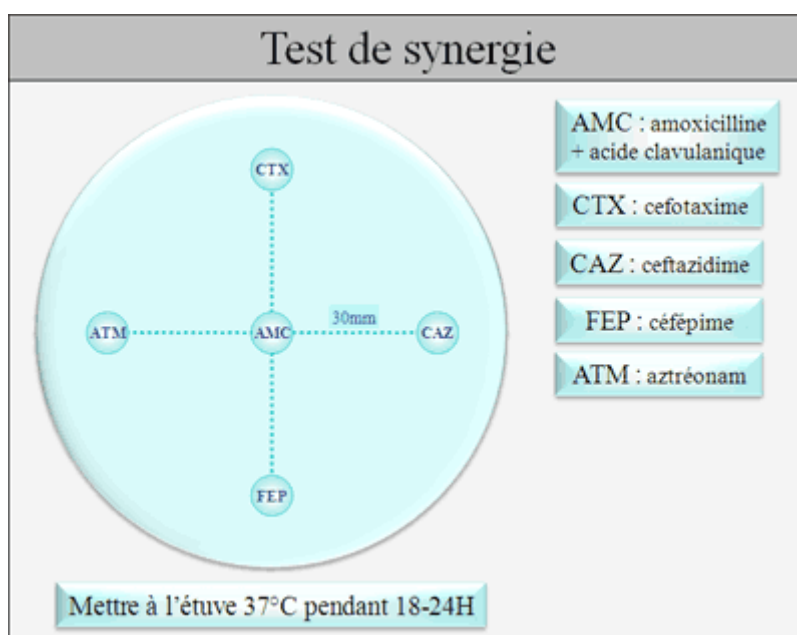 Test de synergie
CTX
ATM
AMC
30mm
CAZ
FEP
AMC : amoxicilline
+ acide clavulanique
CTX : cefotaxime
CAZ : ceftazidime
FEP : céfépime
ATM : aztréonam
Mettre à l'étuve 37°C pendant 18-24H